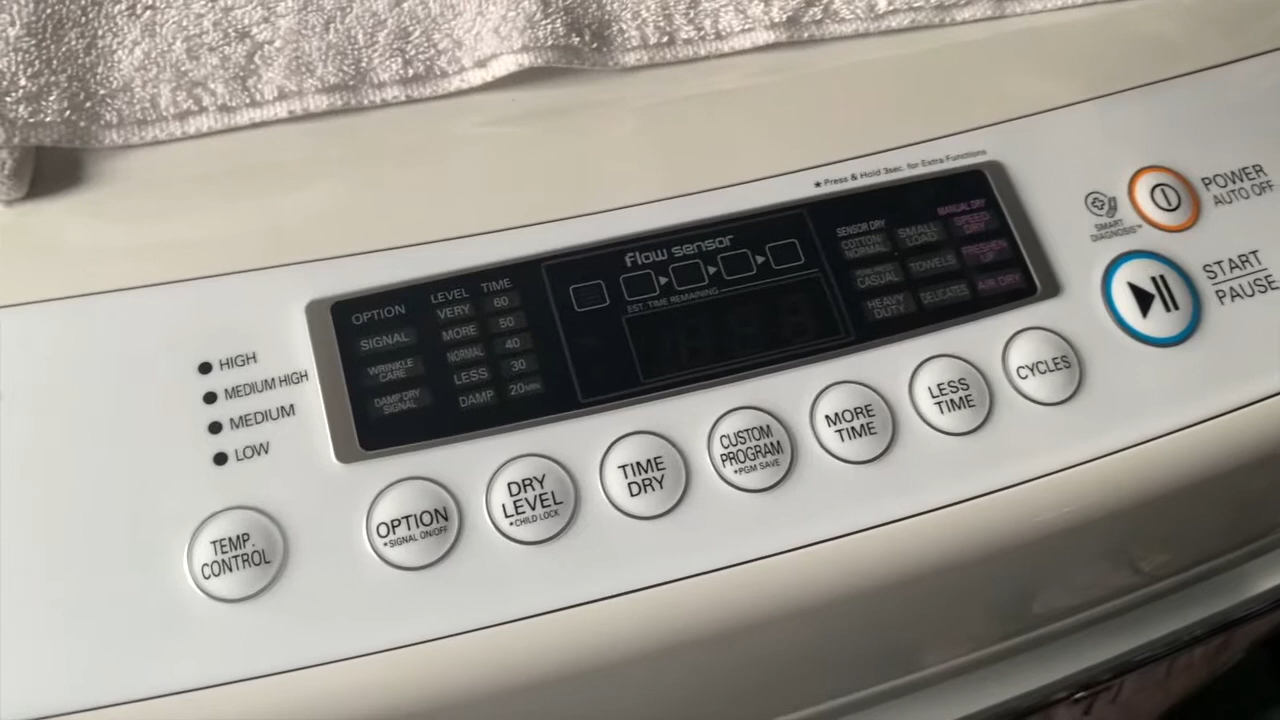 ★Press & Hold 3sec. for Extra Functions
POWER
AUTO OFF
SMART
DIAGNOSIS™
START
PAUSE
flow sensor
EST. TIME REMAINING
OPTION
SIGNAL
WRINKLE
CARE
DAMP DRY
SIGNAL
LEVEL
VERY
MORE
NORMAL
LESS
DAMP
TIME
60
50
40
30
20MIN
SENSOR DRY
COTTON/
NORMAL
PERM. PRESS
CASUAL
HEAVY
DUTY
SMALL
LOAD
TOWELS
DELICATES
MANUAL DRY
SPEED
DRY
FRESHEN
UP
AIR DRY
HIGH
MEDIUM HIGH
MEDIUM
LOW
TEMP.
CONTROL
OPTION
*SIGNAL ON/OFF
DRY
LEVEL
*CHILD LOCK
TIME
DRY
CUSTOM
PROGRAM
*PGM SAVE
MORE
TIME
LESS
TIME
CYCLES